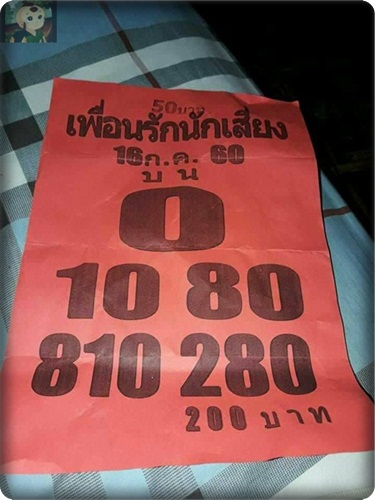 50บาท
เพื่อนรักนักเสี่ยง
16ก.ค. 60
บน
0
10 80
810 280
200 บาท